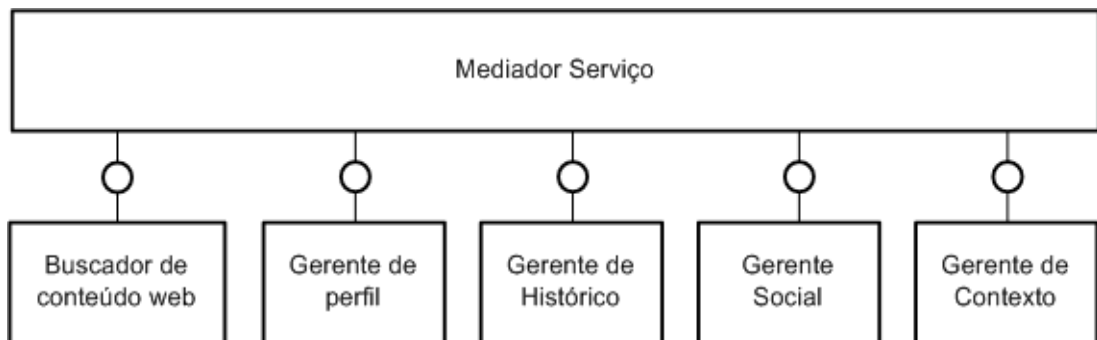 Mediador Serviço
Buscador de
conteúdo web
Gerente de
perfil
Gerente de
Histórico
Gerente
Social
Gerente de
Contexto